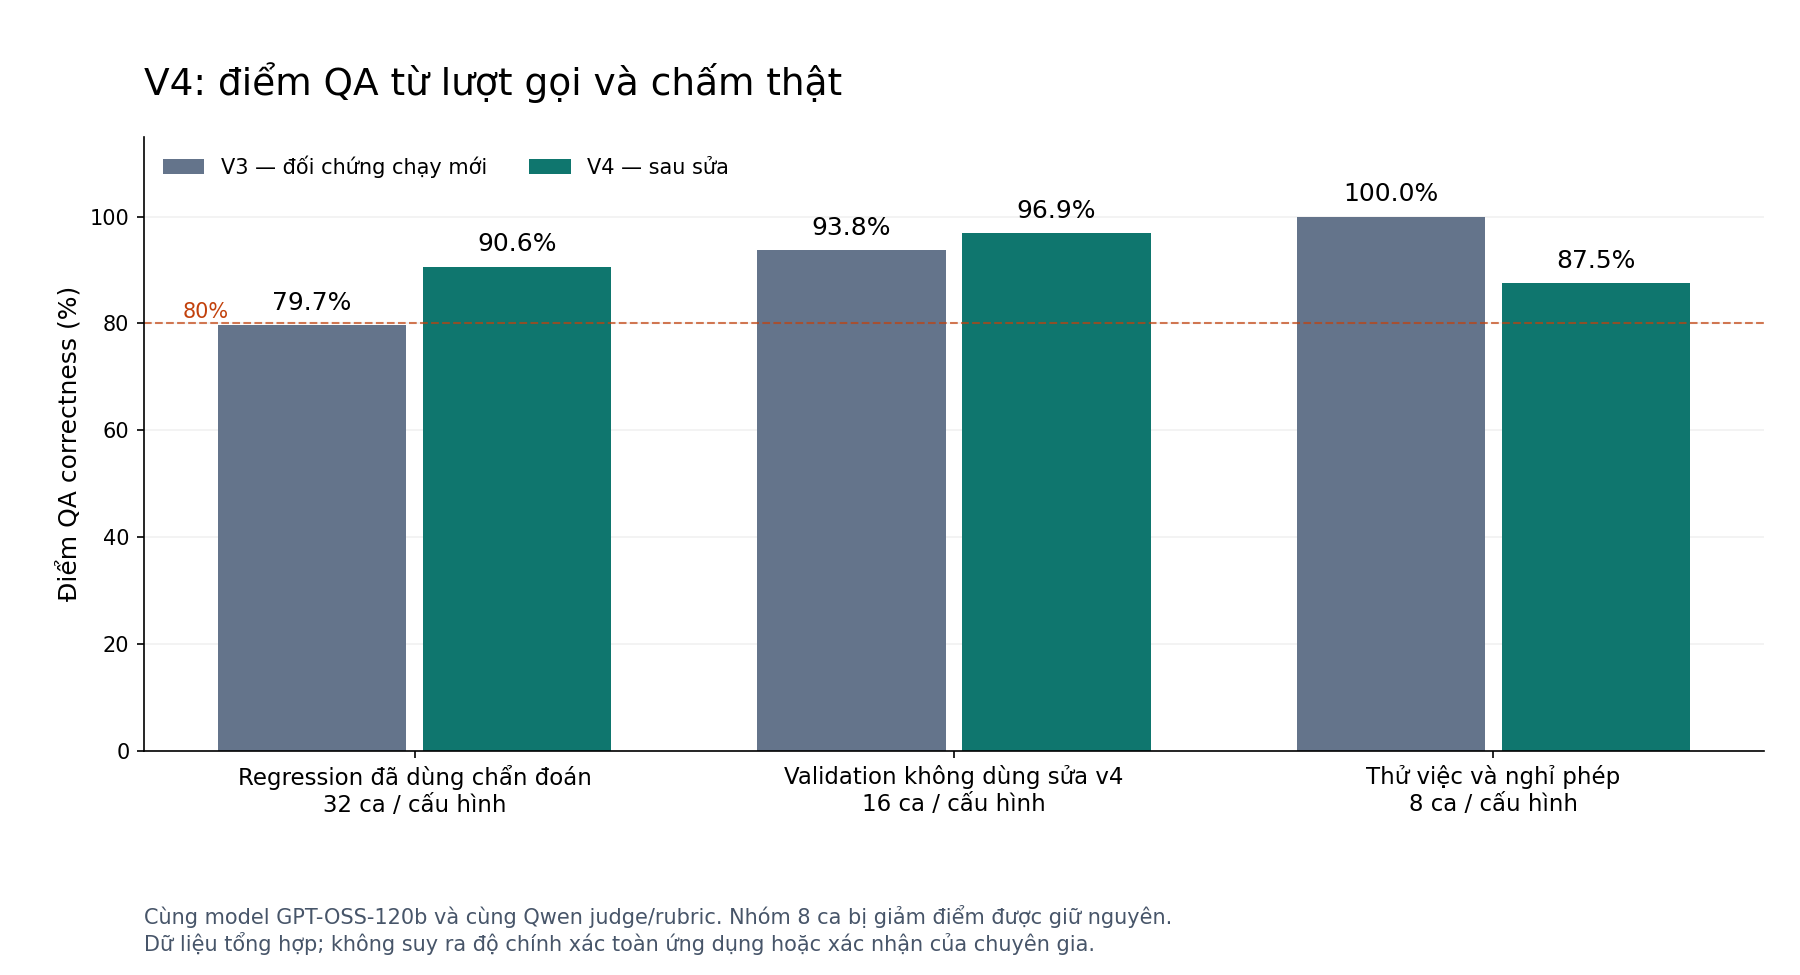 V4: điểm QA từ lượt gọi và chấm thật
V3 — đối chứng chạy mới
V4 — sau sửa
Điểm QA correctness (%)
100
80
60
40
20
0
80%
79.7%
90.6%
93.8%
96.9%
100.0%
87.5%
Regression đã dùng chẩn đoán
32 ca / cấu hình
Validation không dùng sửa v4
16 ca / cấu hình
Thử việc và nghỉ phép
8 ca / cấu hình
Cùng model GPT-OSS-120b và cùng Qwen judge/rubric. Nhóm 8 ca bị giảm điểm được giữ nguyên.
Dữ liệu tổng hợp; không suy ra độ chính xác toàn ứng dụng hoặc xác nhận của chuyên gia.